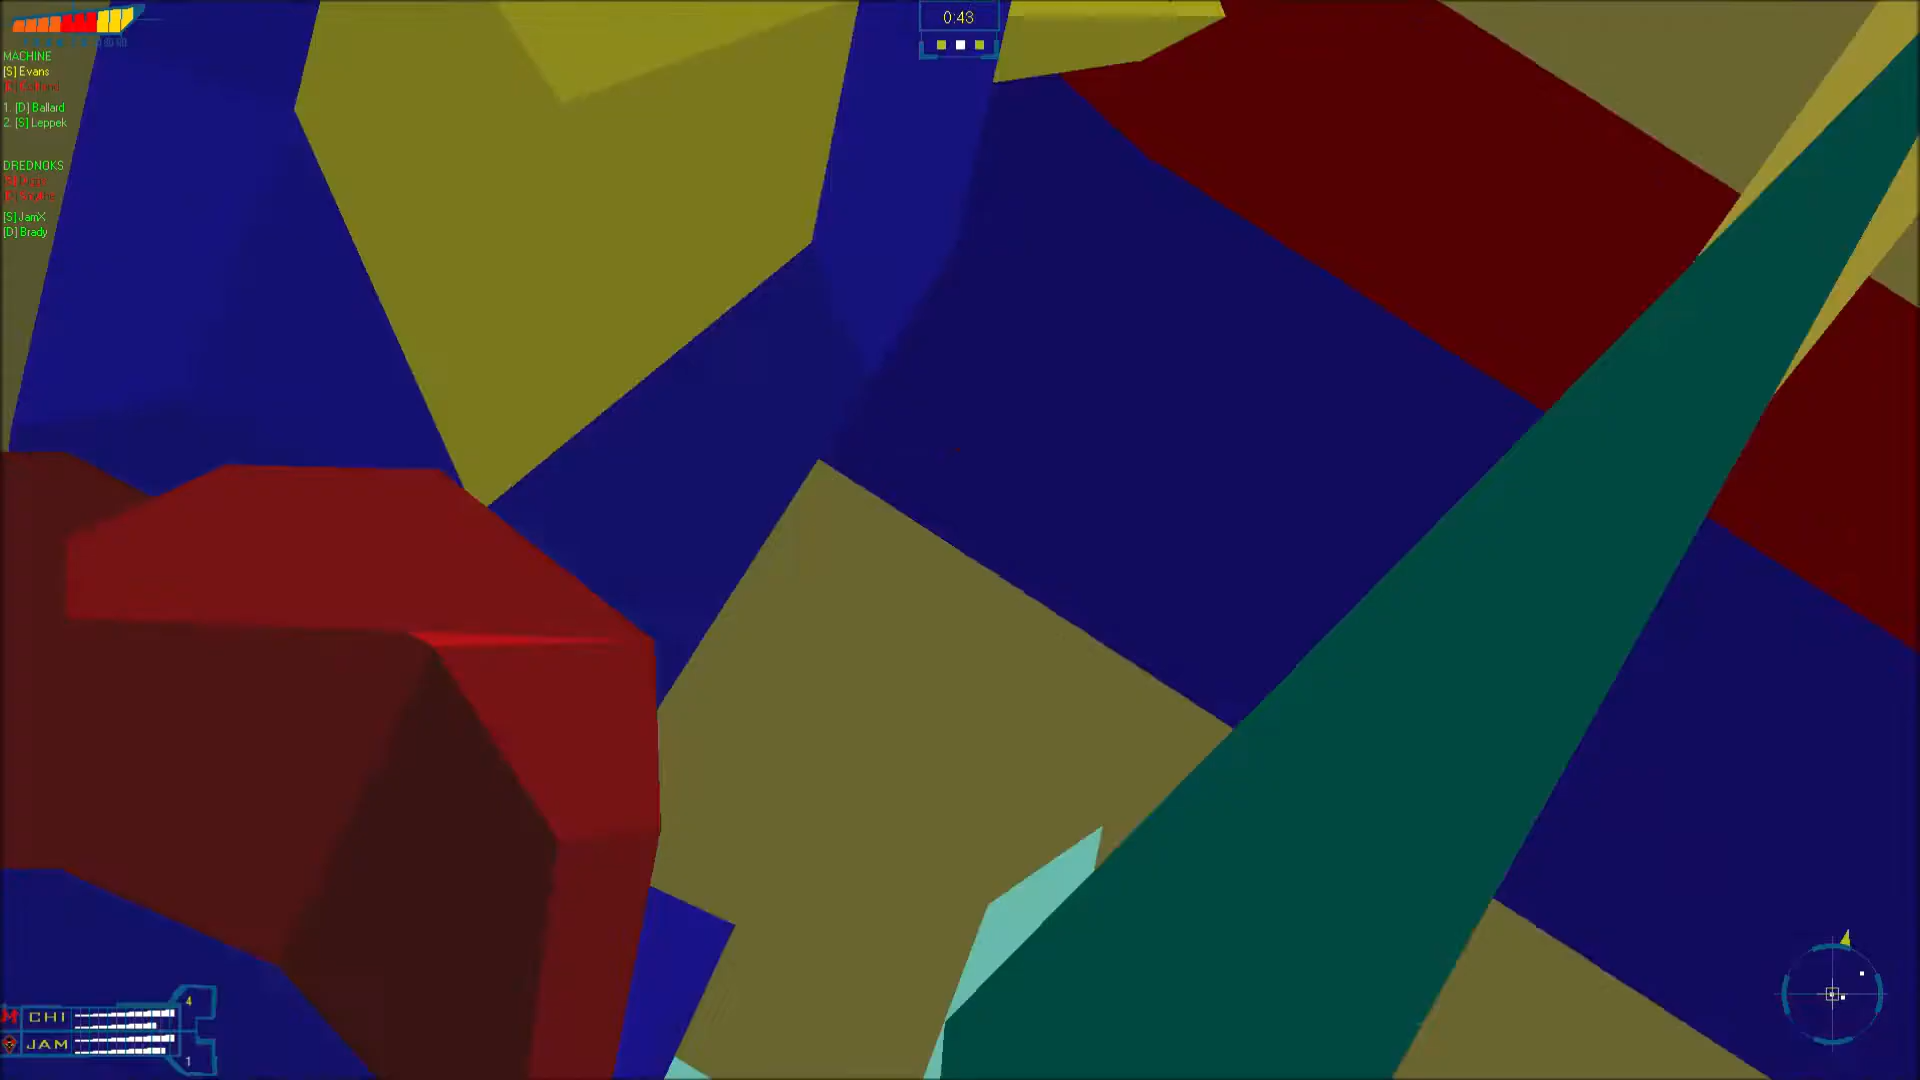 0:43
MACHINE
[S] Evans
1. [D] Ballard
2. [S] Leppek
DREDNOKS
[S] JamX
[D] Brady
4
CHI
JAM
1